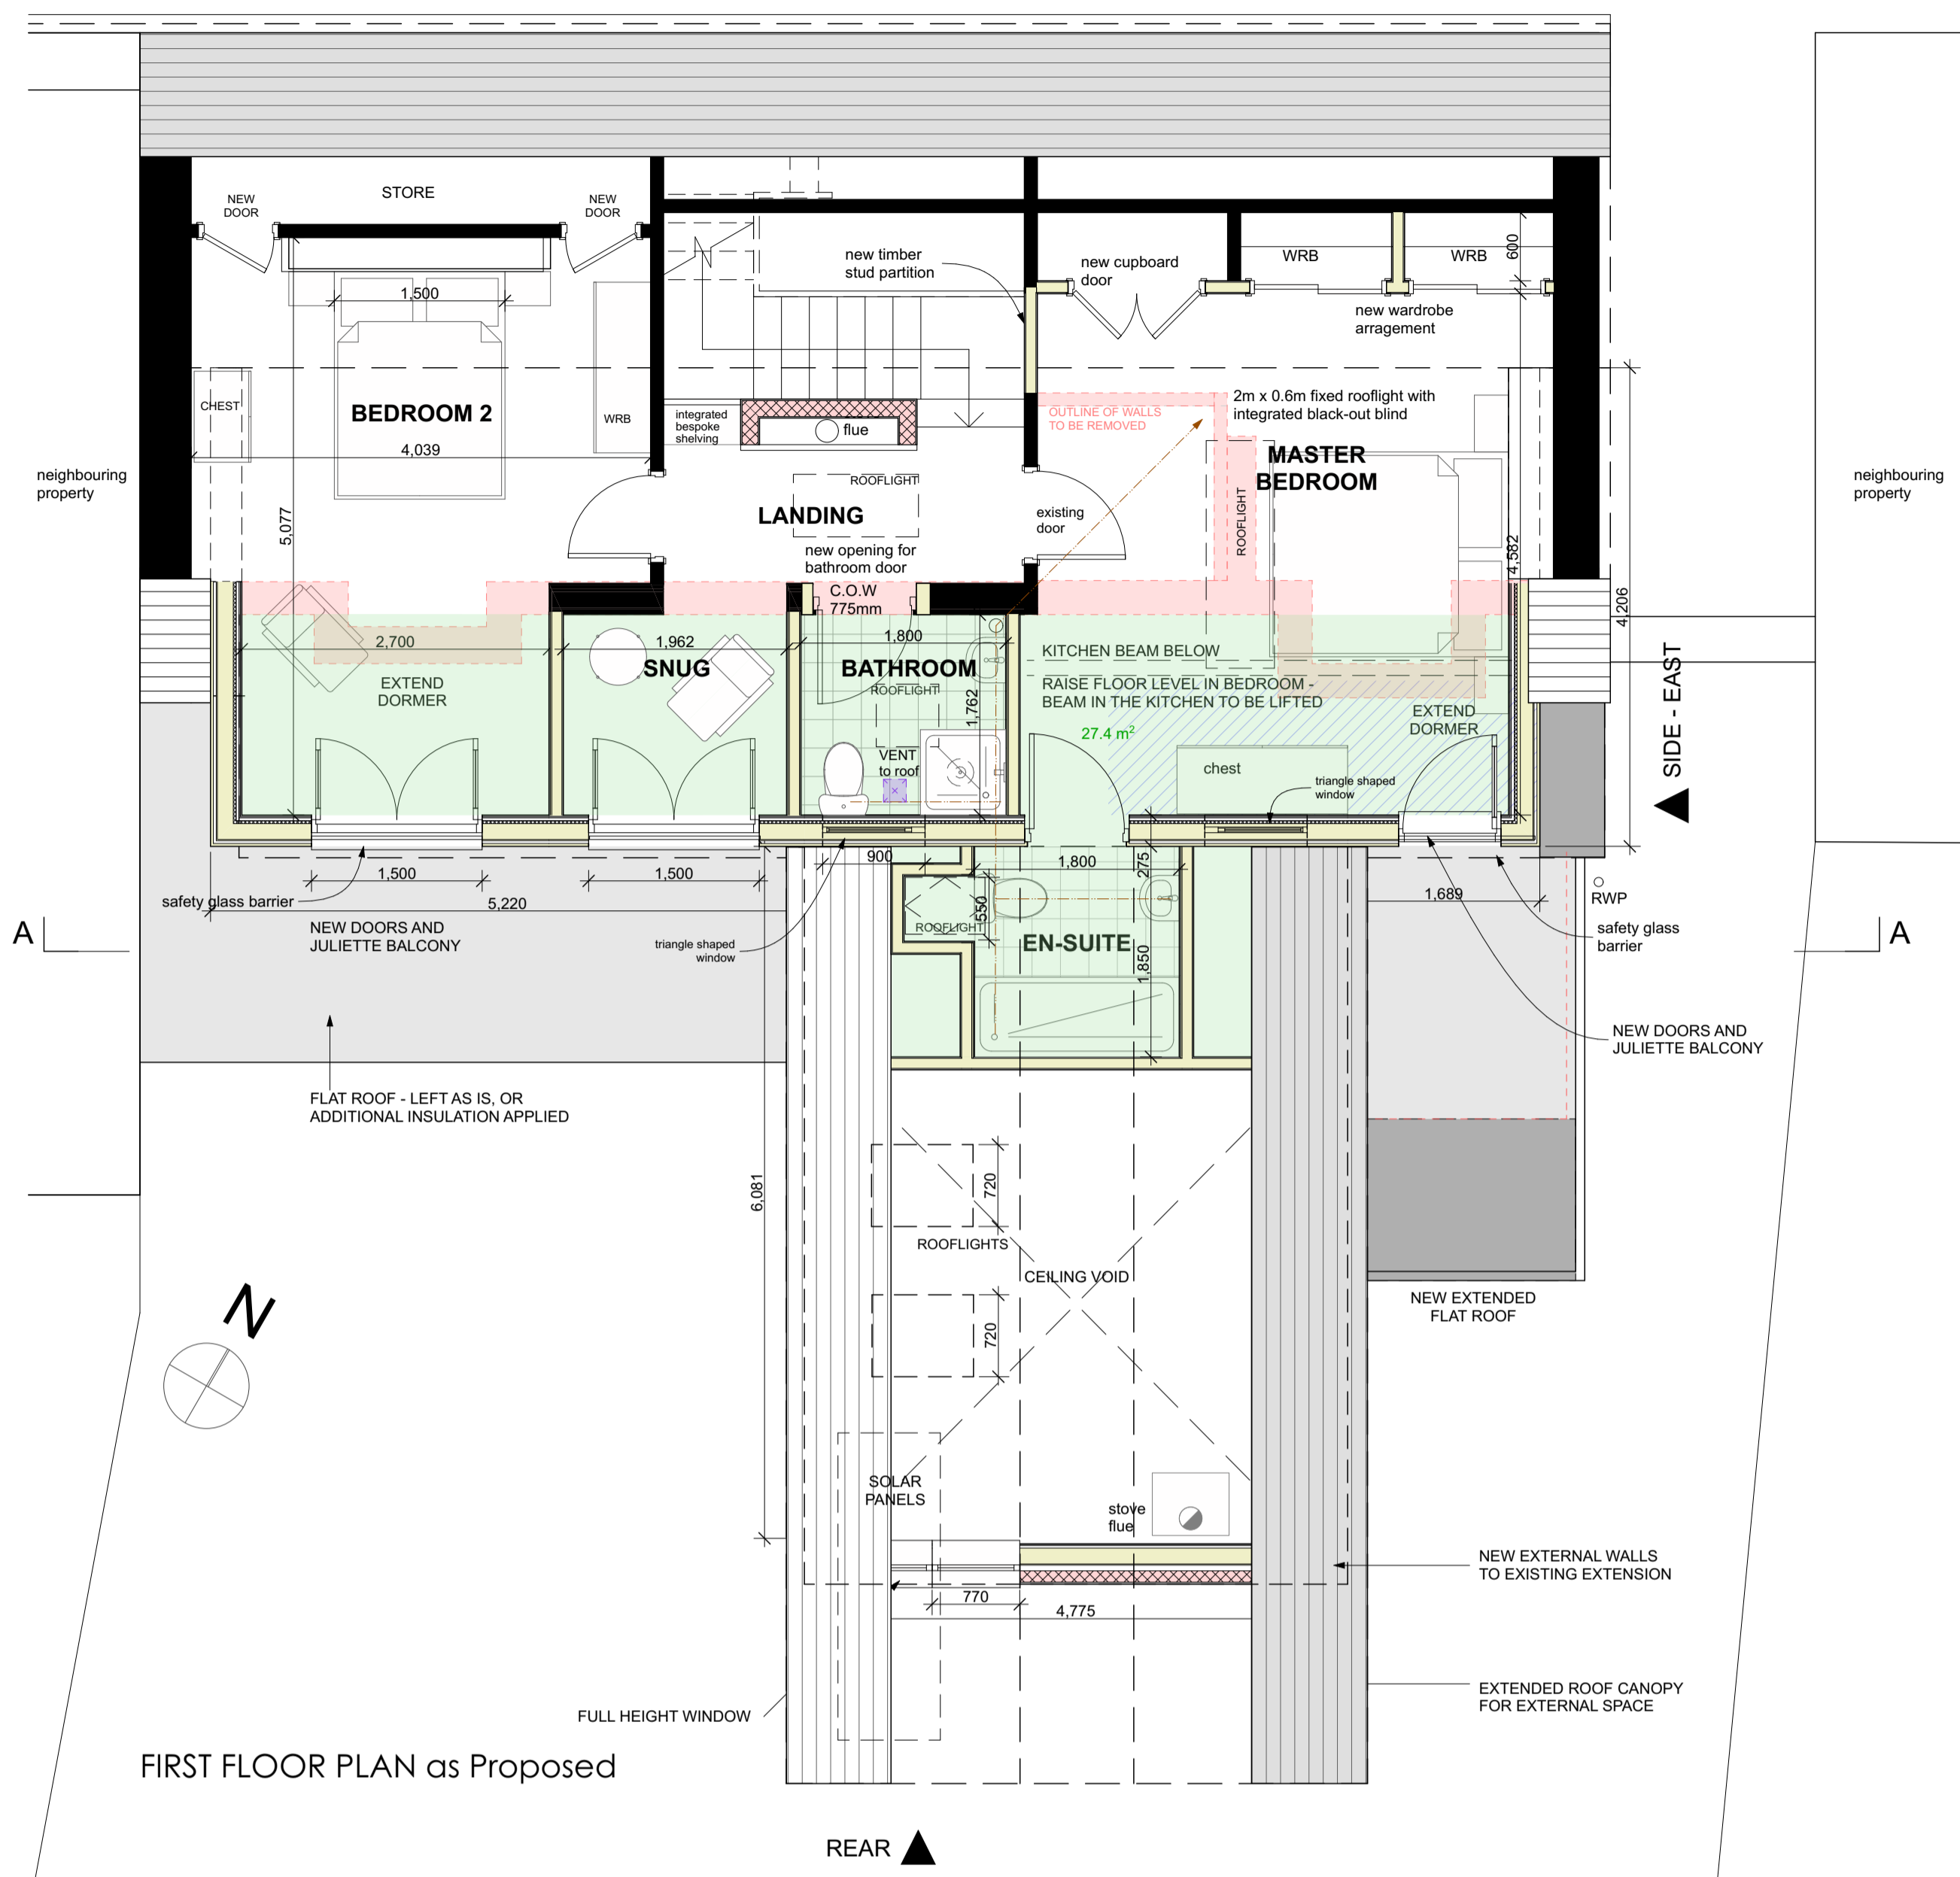 STORE
NEW
DOOR
NEW
DOOR
1,500
CHEST
BEDROOM 2
WRB
4,039
5,077
neighbouring
property
new timber
stud partition
integrated
bespoke
shelving
flue
ROOFLIGHT
LANDING
new opening for
bathroom door
C.O.W
775mm
new cupboard
door
WRB
WRB
600
new wardrobe
arragement
OUTLINE OF WALLS
TO BE REMOVED
2m x 0.6m fixed rooflight with
integrated black-out blind
MASTER
BEDROOM
ROOFLIGHT
existing
door
4,582
4,206
neighbouring
property
2,700
EXTEND
DORMER
1,962
SNUG
1,800
BATHROOM
ROOFLIGHT
1,762
VENT
to roof
KITCHEN BEAM BELOW
RAISE FLOOR LEVEL IN BEDROOM -
BEAM IN THE KITCHEN TO BE LIFTED
27.4 m²
EXTEND
DORMER
chest
triangle shaped
window
SIDE - EAST
1,500
1,500
safety glass barrier
5,220
NEW DOORS AND
JULIETTE BALCONY
triangle shaped
window
900
1,800
275
550
ROOFLIGHT
EN-SUITE
1,850
1,689
RWP
safety glass
barrier
A
A
NEW DOORS AND
JULIETTE BALCONY
FLAT ROOF - LEFT AS IS, OR
ADDITIONAL INSULATION APPLIED
6,081
720
ROOFLIGHTS
CEILING VOID
720
NEW EXTENDED
FLAT ROOF
N
SOLAR
PANELS
stove
flue
770
4,775
NEW EXTERNAL WALLS
TO EXISTING EXTENSION
EXTENDED ROOF CANOPY
FOR EXTERNAL SPACE
FULL HEIGHT WINDOW
FIRST FLOOR PLAN as Proposed
REAR